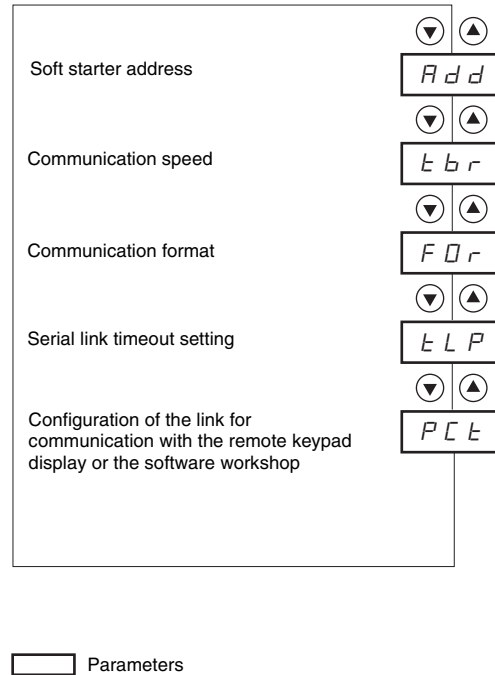 Soft starter address
Add
Communication speed
tbr
Communication format
FOr
Serial link timeout setting
tLP
Configuration of the link for
communication with the remote keypad
display or the software workshop
PCt
Parameters